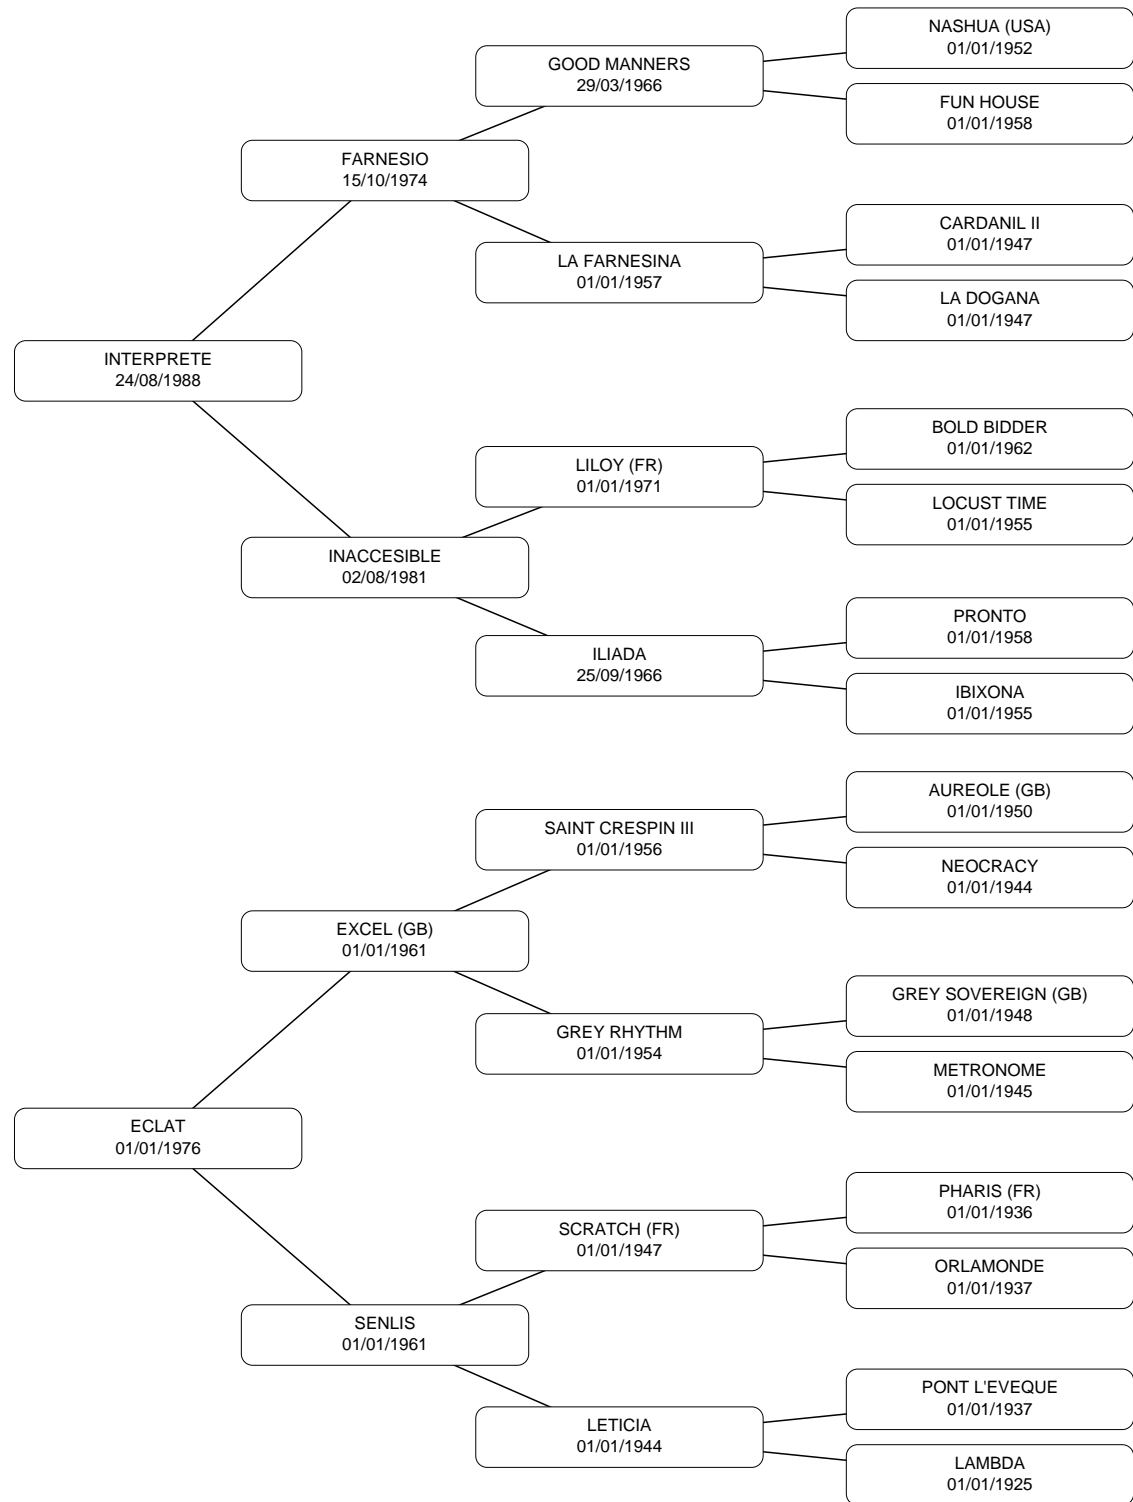 NASHUA (USA)
01/01/1952
GOOD MANNERS
29/03/1966
FUN HOUSE
01/01/1958
FARNESIO
15/10/1974
CARDANIL II
01/01/1947
LA FARNESINA
01/01/1957
LA DOGANA
01/01/1947
INTERPRETE
24/08/1988
BOLD BIDDER
01/01/1962
LILOY (FR)
01/01/1971
LOCUST TIME
01/01/1955
INACCESIBLE
02/08/1981
PRONTO
01/01/1958
ILIADA
25/09/1966
IBIXONA
01/01/1955
AUREOLE (GB)
01/01/1950
SAINT CRESPIN III
01/01/1956
NEOCRACY
01/01/1944
EXCEL (GB)
01/01/1961
GREY SOVEREIGN (GB)
01/01/1948
GREY RHYTHM
01/01/1954
METRONOME
01/01/1945
ECLAT
01/01/1976
PHARIS (FR)
01/01/1936
SCRATCH (FR)
01/01/1947
ORLAMONDE
01/01/1937
SENLIS
01/01/1961
PONT L'EVEQUE
01/01/1937
LETICIA
01/01/1944
LAMBDA
01/01/1925